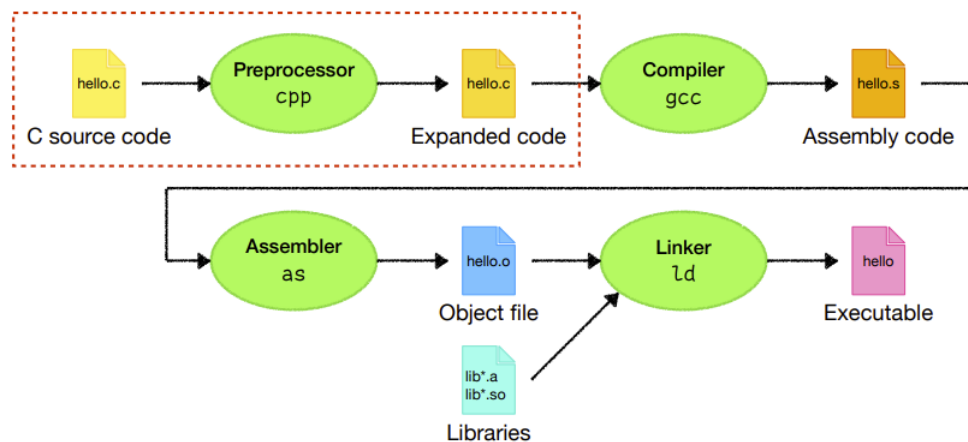 hello.c
C source code
Preprocessor
cpp
hello.c
Expanded code
Compiler
gcc
hello.s
Assembly code
Assembler
as
hello.o
Object file
Linker
ld
hello
Executable
lib*.a
lib*.so
Libraries